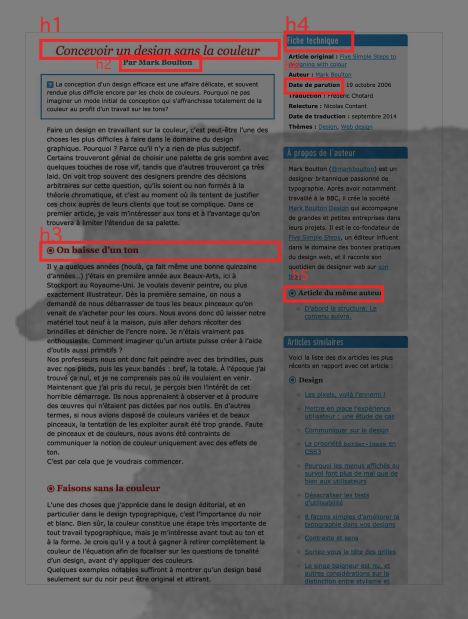 h1
Concevoir un design sans la couleur
h2
Par Mark Boulton
? La conception d'un design efficace est une affaire délicate, et souvent
rendue plus difficile encore par les choix de couleurs. Pourquoi ne pas
imaginer un mode initial de conception qui s'affranchisse totalement de la
couleur au profit d'un travail sur les tons?
Faire un design en travaillant sur la couleur, c'est peut-être l'une des
choses les plus difficiles à faire dans le domaine du design
graphique. Pourquoi ? Parce qu'il n'y a rien de plus subjectif.
Certains trouveront génial de choisir une palette de gris sombre avec
quelques touches de rose vif, tandis que d'autres trouveront ça très
laid. On voit trop souvent des designers prendre des décisions
arbitraires sur cette question, qu'ils soient ou non formés à la
théorie chromatique, et c'est au moment où ils tentent de justifier
ces choix auprès de leurs clients que tout se complique. Dans ce
premier article, je vais m'intéresser aux tons et à l'avantage qu'on
trouvera à limiter l'étendue de sa palette.
h3
On baisse d'un ton
Il y a quelques années (houlà, ça fait même une bonne quinzaine
d'années...) j'étais en première année aux Beaux-Arts, ici à
Stockport au Royaume-Uni. Je voulais devenir peintre, ou plus
exactement illustrateur. Dès la première semaine, on nous a
demandé de nous débarrasser de tous les beaux pinceaux qu'on
venait de s'acheter pour les cours. Nous avons donc dû laisser notre
matériel tout neuf à la maison, puis aller dehors récolter des
brindilles et dénicher de l'encre noire. Je n'étais vraiment pas
enthousiaste. Comment imaginer qu'un artiste puisse créer à l'aide
d'outils aussi primitifs ?
Nos professeurs nous ont donc fait peindre avec des brindilles, puis
avec nos pieds, puis les yeux bandés : bref, la totale. À l'époque j'ai
trouvé ça nul, et je ne comprenais pas où ils voulaient en venir.
Maintenant que j'ai pris du recul, je perçois bien l'intérêt de cet
horrible démarrage. Ils nous apprenaient à observer et à produire
des œuvres qui n'étaient pas dictées par nos outils. En d'autres
termes, si nous avions disposé de couleurs variées et de beaux
pinceaux, la tentation de les exploiter aurait été trop grande. Faute
de pinceaux et de couleurs, nous avons été contraints de
communiquer la notion de couleur uniquement avec des effets de
ton.
C'est par cela que je voudrais commencer.
Faisons sans la couleur
L'une des choses que j'apprécie dans le design éditorial, et en
particulier dans le design typographique, c'est l'importance du noir
et blanc. Bien sûr, la couleur constitue une étape très importante de
tout travail typographique, mais je m'intéresse avant tout au ton et
à la forme. Je crois qu'il y a tout à gagner à retirer complètement la
couleur de l'équation afin de focaliser sur les questions de tonalité
d'un design, avant d'y appliquer des couleurs.
Quelques exemples notables suffiront à montrer qu'un design basé
seulement sur du noir peut être original et attirant.
h4
Fiche technique
Article original : Five Simple Steps to
designing with colour
Auteur : Mark Boulton
Date de parution : 19 octobre 2006
Traduction : Frédéric Chotard
Relecture : Nicolas Contant
Date de traduction : septembre 2014
Thèmes : Design, Web design
À propos de l'auteur
Mark Boulton (@markboulton) est un
designer britannique passionné de
typographie. Après avoir notamment
travaillé à la BBC, il crée la société
Mark Boulton Design qui accompagne
de grandes et petites entreprises dans
leurs projets. Il est le co-fondateur de
Five Simple Steps, un éditeur influent
dans le domaine des bonnes pratiques
du design web, et il raconte son
quotidien de designer web sur son
h5
Article du même auteur
D'abord la structure. Le
contenu suivra.
Articles similaires
Voici la liste des dix articles les plus
récents en rapport avec cet article :
Design
Les pixels, voilà l'ennemi !
Mettre en place l'expérience
utilisateur : une étude de cas
Communiquer sur le design
La propriété border-image en
CSS3
Pourquoi les menus affichés au
survol font plus de mal que de
bien aux utilisateurs
Désacraliser les tests
d'utilisabilité
9 façons simples d'améliorer la
typographie dans vos designs
Contraste et sens
Sortez-vous la tête des grilles
Le singe baigneur est nu, et
autres considérations sur la
distinction entre stylisme et